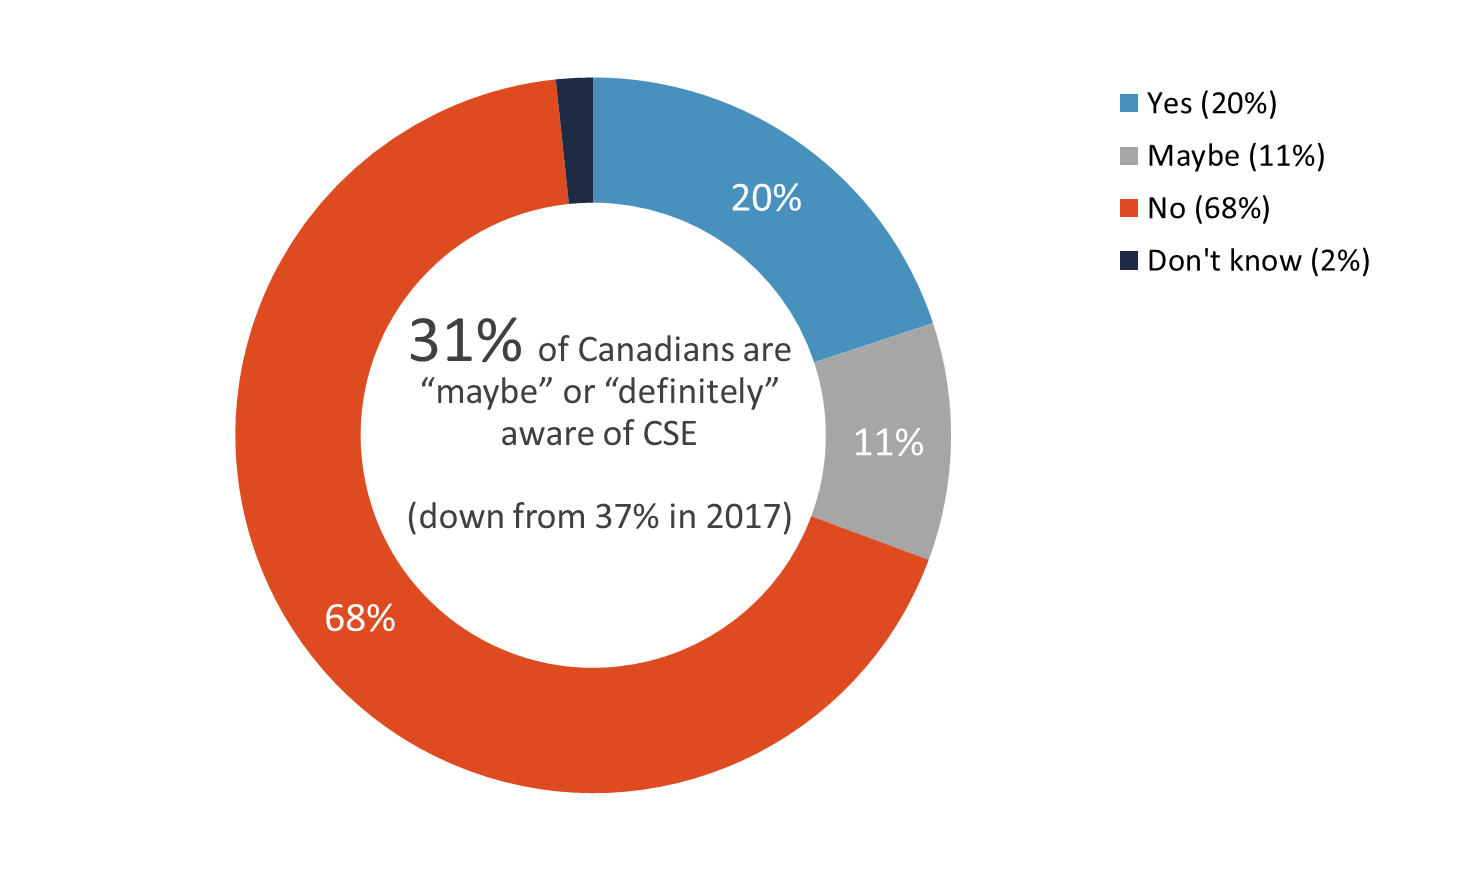 Yes (20%)
Maybe (11%)
No (68%)
Don't know (2%)
20%
11%
68%
31% of Canadians are
“maybe” or “definitely”
aware of CSE
(down from 37% in 2017)